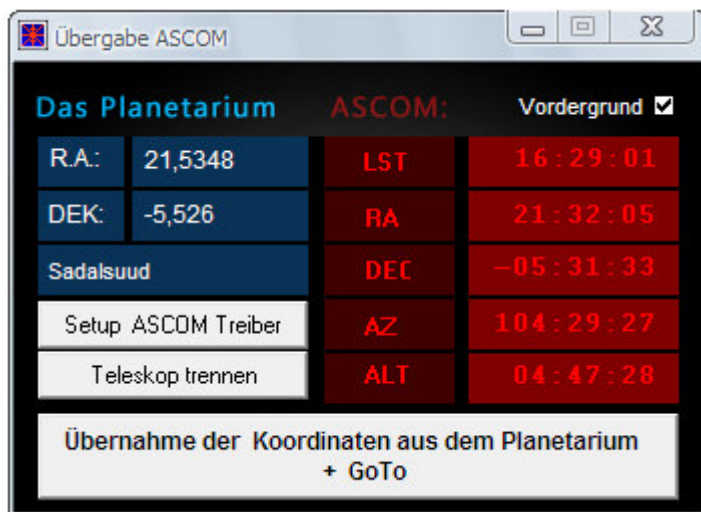 Übergabe ASCOM
Das Planetarium ASCOM: Vordergrund
R.A.: 21,5348 LST 16:29:01
DEK: -5,526 RA 21:32:05
Sadalsuud DEC -05:31:33
Setup ASCOM Treiber AZ 104:29:27
Teleskop trennen ALT 04:47:28
Übernahme der Koordinaten aus dem Planetarium
+ GoTo